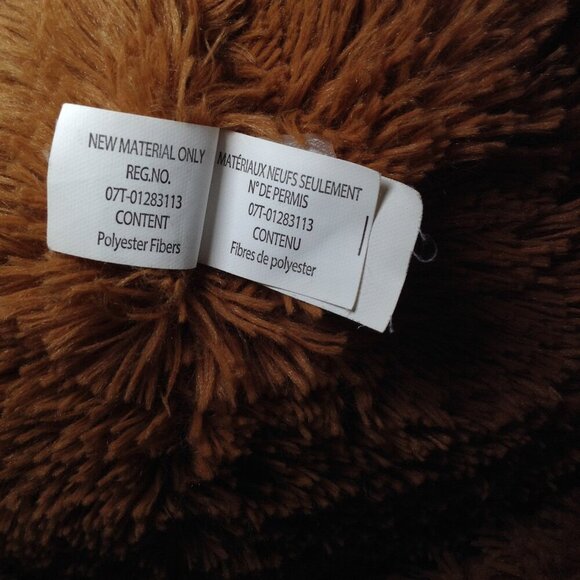 NEW MATERIAL ONLY
REG.NO.
07T-01283113
CONTENT
Polyester Fibers
MATÉRIAUX NEUFS SEULEMENT
N° DE PERMIS
07T-01283113
CONTENU
Fibres de polyester